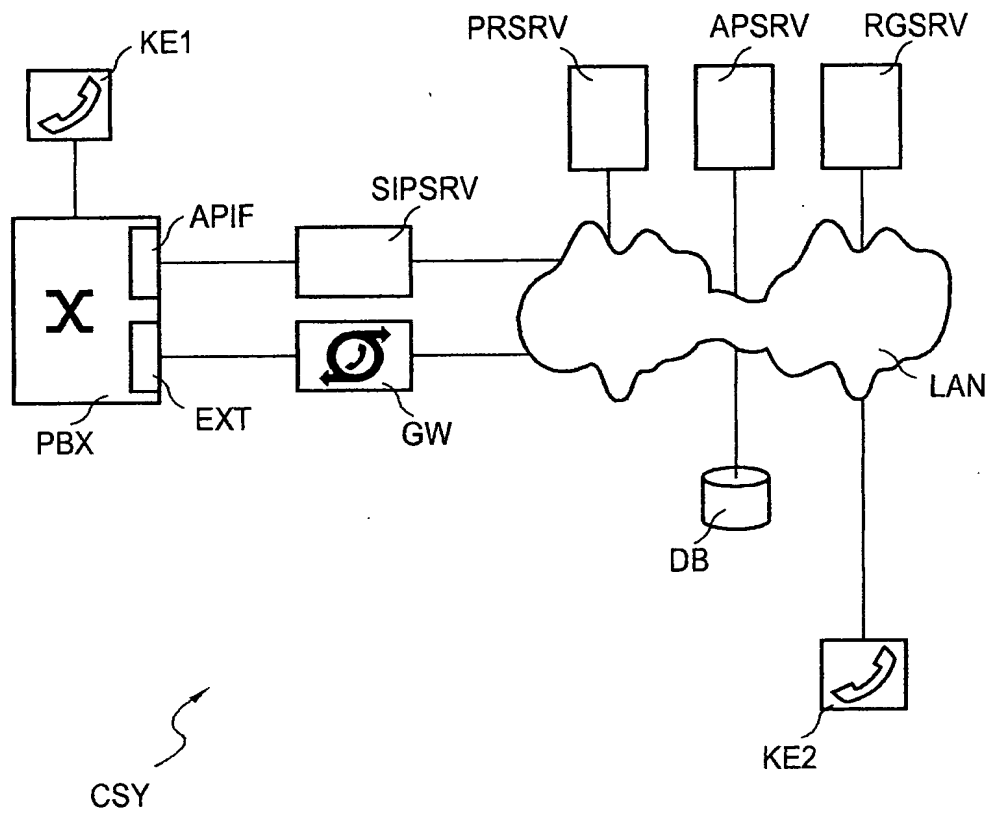 KE1
PRSRV
APSRV
RGSRV
SIPSRV
APIF
LAN
EXT
GW
PBX
DB
KE2
CSY